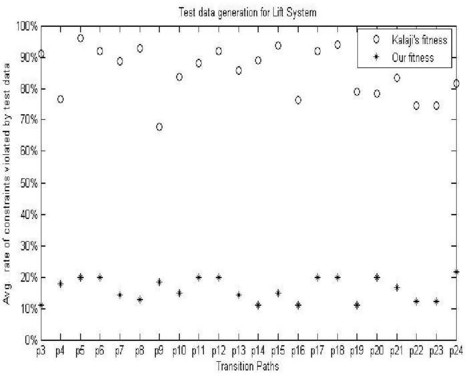 Test data generation for Lift System
Kalaji's fitness
Our fitness
Avg. rate of constraints violated by test data
100%
90%
80%
70%
60%
50%
40%
30%
20%
10%
0%
p3 p4 p5 p6 p7 p8 p9 p10 p11 p12 p13 p14 p15 p16 p17 p18 p19 p20 p21 p22 p23 p24
Transition Paths